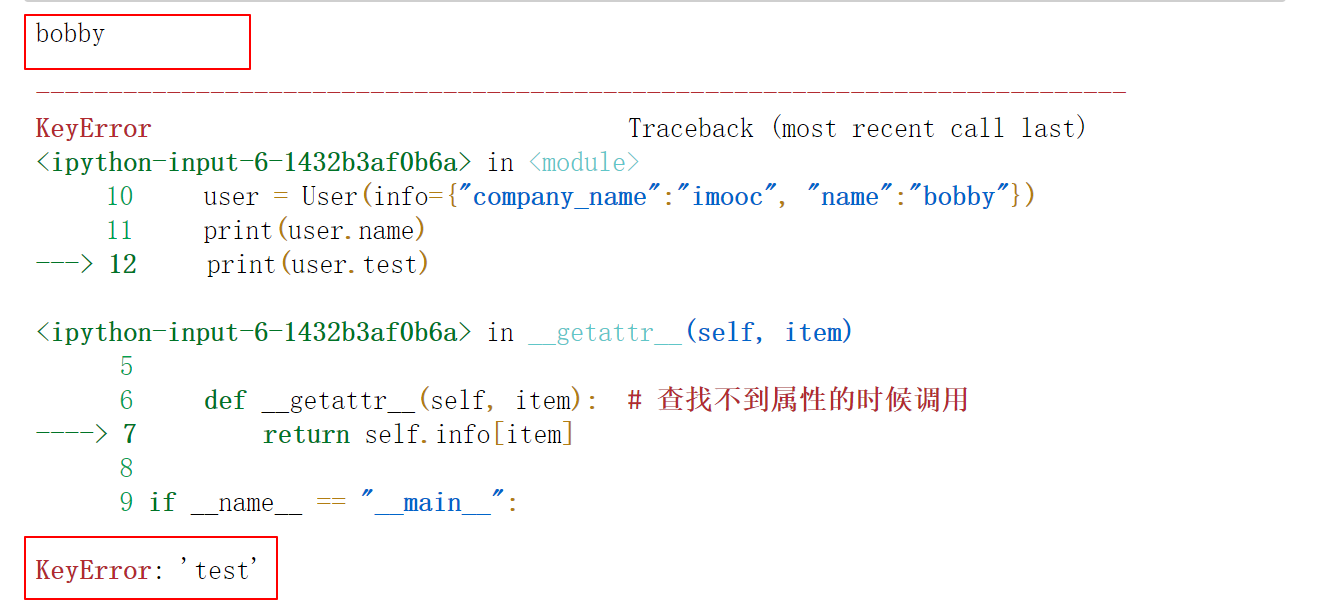 bobby
---------------------------------------------------------------------------
KeyError                                  Traceback (most recent call last)
<ipython-input-6-1432b3af0b6a> in <module>
     10     user = User(info={"company_name":"imooc", "name":"bobby"})
     11     print(user.name)
---> 12     print(user.test)
<ipython-input-6-1432b3af0b6a> in __getattr__(self, item)
      5
      6     def __getattr__(self, item):  # 查找不到属性的时候调用
----> 7         return self.info[item]
      8
      9 if __name__ == "__main__":
KeyError: 'test'